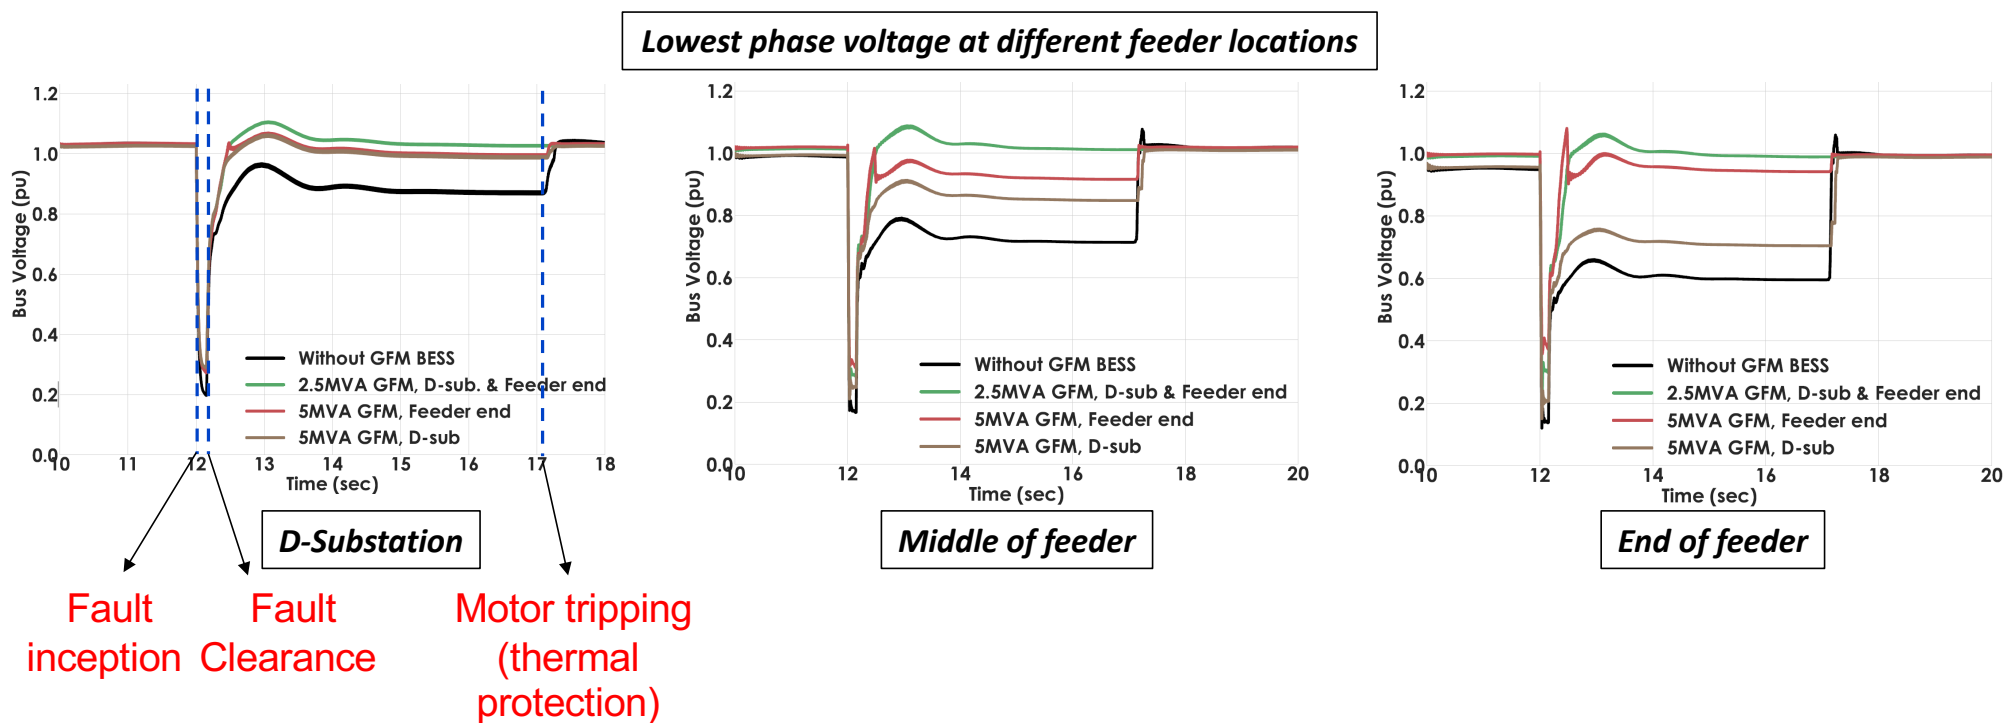 Lowest phase voltage at different feeder locations
1.2
1.0
0.8
0.6
0.4
0.2
0.0
Bus Voltage (pu)
10 11 12 13 14 15 16 17 18
Time (sec)
Without GFM BESS
2.5MVA GFM, D-sub. & Feeder end
5MVA GFM, Feeder end
5MVA GFM, D-sub
D-Substation
Fault
inception
Fault
Clearance
Motor tripping
(thermal
protection)
1.2
1.0
0.8
0.6
0.4
0.2
0.0
Bus Voltage (pu)
10 12 14 16 18 20
Time (sec)
Without GFM BESS
2.5MVA GFM, D-sub & Feeder end
5MVA GFM, Feeder end
5MVA GFM, D-sub
Middle of feeder
1.2
1.0
0.8
0.6
0.4
0.2
0.0
Bus Voltage (pu)
10 12 14 16 18 20
Time (sec)
Without GFM BESS
2.5MVA GFM, D-sub & Feeder end
5MVA GFM, Feeder end
5MVA GFM, D-sub
End of feeder